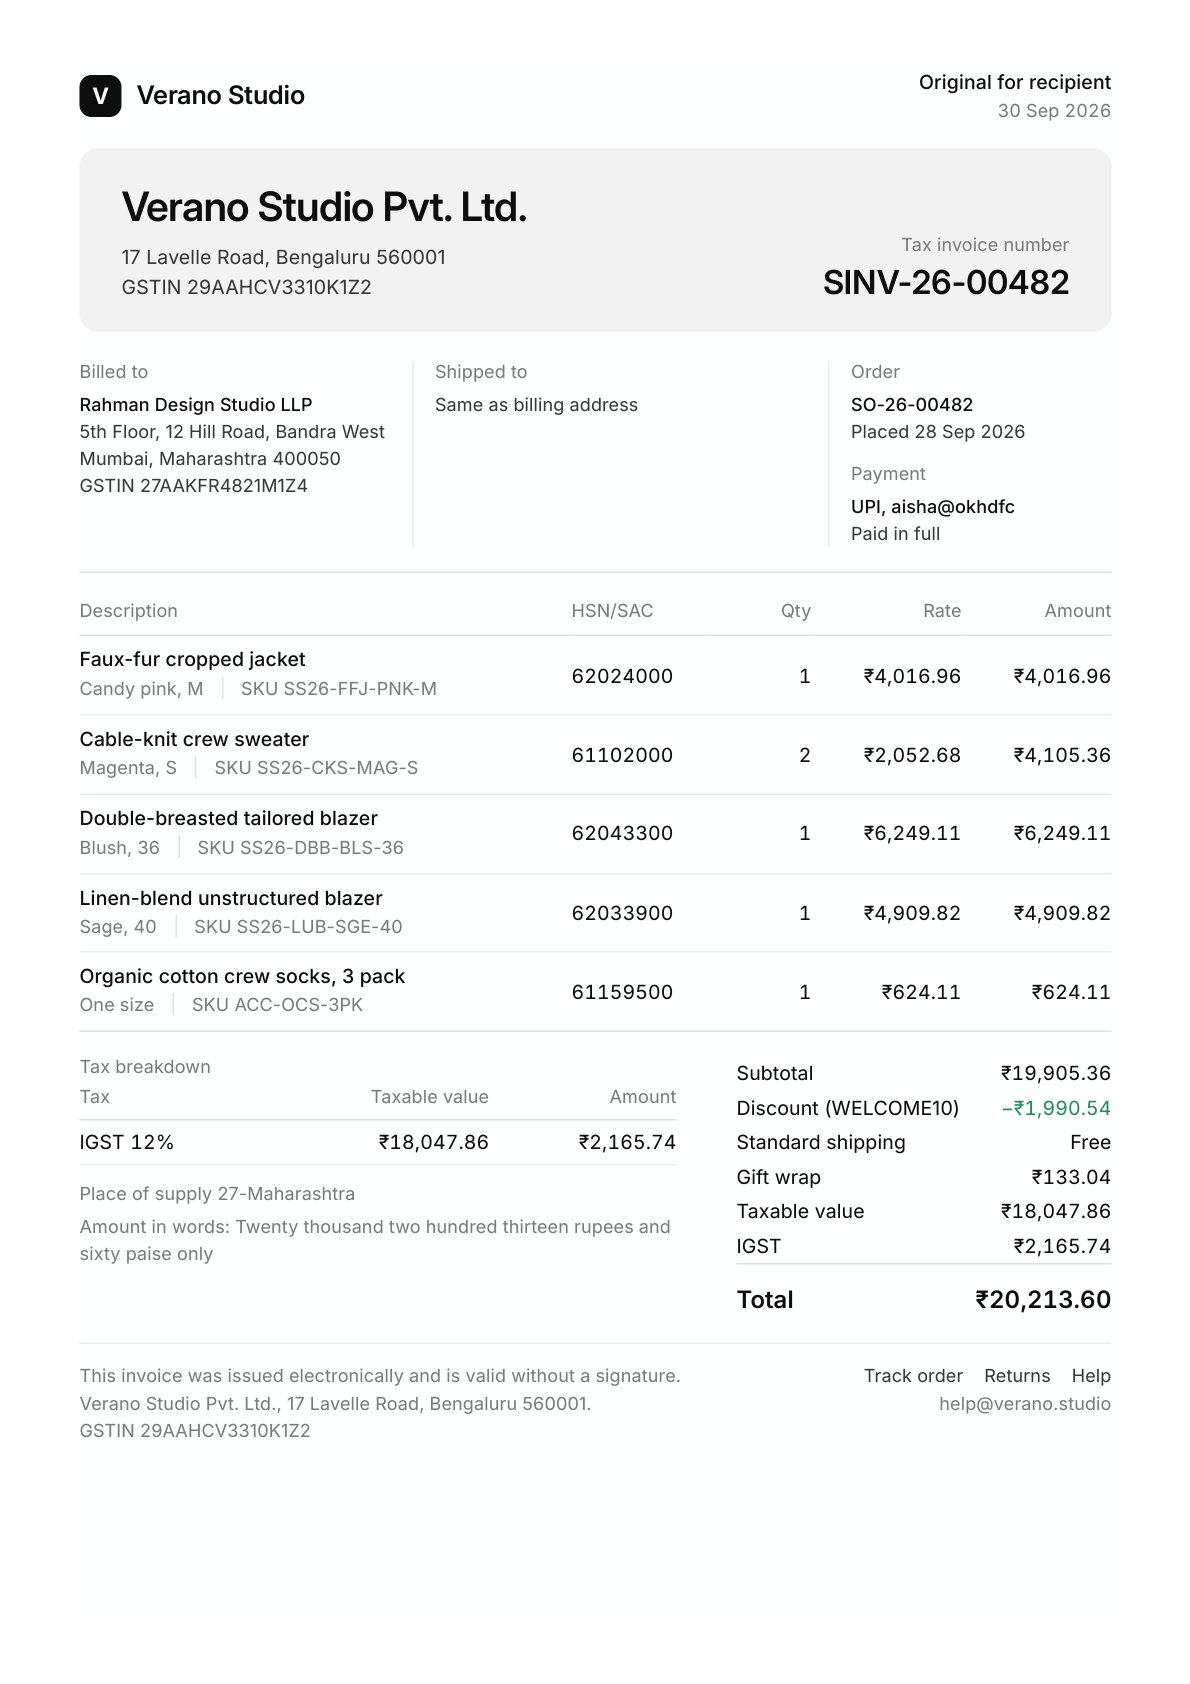 V Verano Studio
Original for recipient
30 Sep 2026
Verano Studio Pvt. Ltd.
17 Lavelle Road, Bengaluru 560001
GSTIN 29AAHCV3310K1Z2
Tax invoice number
SINV-26-00482
Billed to
Rahman Design Studio LLP
5th Floor, 12 Hill Road, Bandra West
Mumbai, Maharashtra 400050
GSTIN 27AAKFR4821M1Z4
Shipped to
Same as billing address
Order
SO-26-00482
Placed 28 Sep 2026
Payment
UPI, aisha@okhdfc
Paid in full
Description HSN/SAC Qty Rate Amount
Faux-fur cropped jacket
Candy pink, M SKU SS26-FFJ-PNK-M
62024000 1 ₹4,016.96 ₹4,016.96
Cable-knit crew sweater
Magenta, S SKU SS26-CKS-MAG-S
61102000 2 ₹2,052.68 ₹4,105.36
Double-breasted tailored blazer
Blush, 36 SKU SS26-DBB-BLS-36
62043300 1 ₹6,249.11 ₹6,249.11
Linen-blend unstructured blazer
Sage, 40 SKU SS26-LUB-SGE-40
62033900 1 ₹4,909.82 ₹4,909.82
Organic cotton crew socks, 3 pack
One size SKU ACC-OCS-3PK
61159500 1 ₹624.11 ₹624.11
Tax breakdown
Tax Taxable value Amount
IGST 12% ₹18,047.86 ₹2,165.74
Place of supply 27-Maharashtra
Amount in words: Twenty thousand two hundred thirteen rupees and
sixty paise only
Subtotal ₹19,905.36
Discount (WELCOME10) −₹1,990.54
Standard shipping Free
Gift wrap ₹133.04
Taxable value ₹18,047.86
IGST ₹2,165.74
Total ₹20,213.60
This invoice was issued electronically and is valid without a signature.
Verano Studio Pvt. Ltd., 17 Lavelle Road, Bengaluru 560001.
GSTIN 29AAHCV3310K1Z2
Track order Returns Help
help@verano.studio